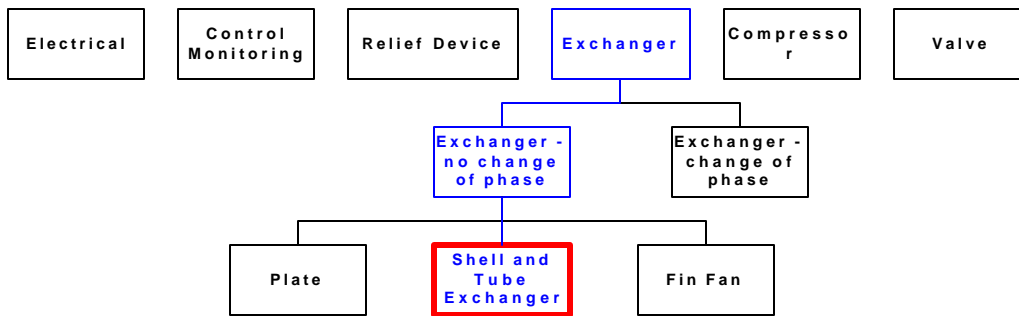 Electrical
Control
Monitoring
Relief Device
Exchanger
Compresso
r
Valve
Exchanger -
no change
of phase
Exchanger -
change of
phase
Plate
Shell and
Tube
Exchanger
Fin Fan